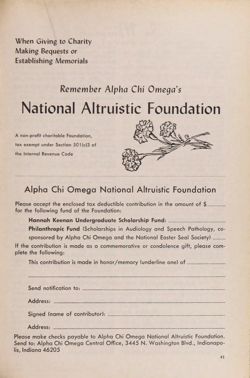 When Giving to Charity
Making Bequests or
Establishing Memorials
Remember Alpha Chi Omega's
National Altruistic Foundation
A non-profit charitable Foundation,
tax exempt under Section 501(c)3 of
the Internal Revenue Code
Alpha Chi Omega National Altruistic Foundation
Please accept the enclosed tax deductible contribution in the amount of $
for the following fund of the Foundation:
Hannah Keenan Undergraduate Scholarship Fund:
Philanthropic Fund (Scholarships in Audiology and Speech Pathology, co-
sponsored by Alpha Chi Omega and the National Easter Seal Society)
If the contribution is made as a commemorative or condolence gift, please com-
plete the following:
This contribution is made in honor/memory (underline one) of
Send notification to:
Address:
Signed (name of contributor):
Address:
Please make checks payable to Alpha Chi Omega National Altruistic Foundation.
Send to: Alpha Chi Omega Central Office, 3445 N. Washington Blvd., Indianapo-
lis, Indiana 46205